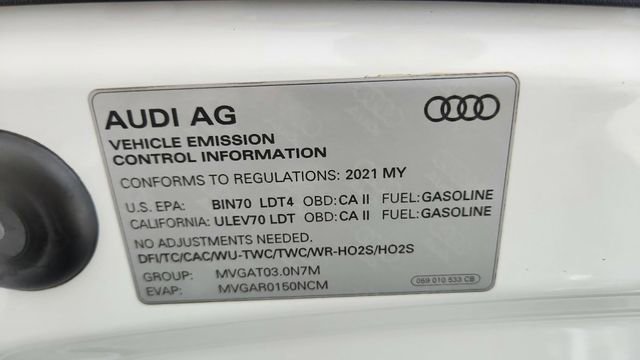 AUDI AG
VEHICLE EMISSION
CONTROL INFORMATION
CONFORMS TO REGULATIONS: 2021 MY
U.S. EPA: BIN70 LDT4 OBD: CA II FUEL: GASOLINE
CALIFORNIA: ULEV70 LDT OBD: CA II FUEL: GASOLINE
NO ADJUSTMENTS NEEDED.
DFI/TC/CAC/WU-TWC/TWC/WR-HO2S/HO2S
GROUP: MVGAT03.0N7M
EVAP: MVGAR0150NCM
069 010 533 CB